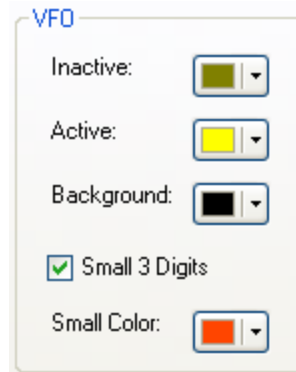 VFO
Inactive:
Active:
Background:
Small 3 Digits
Small Color: